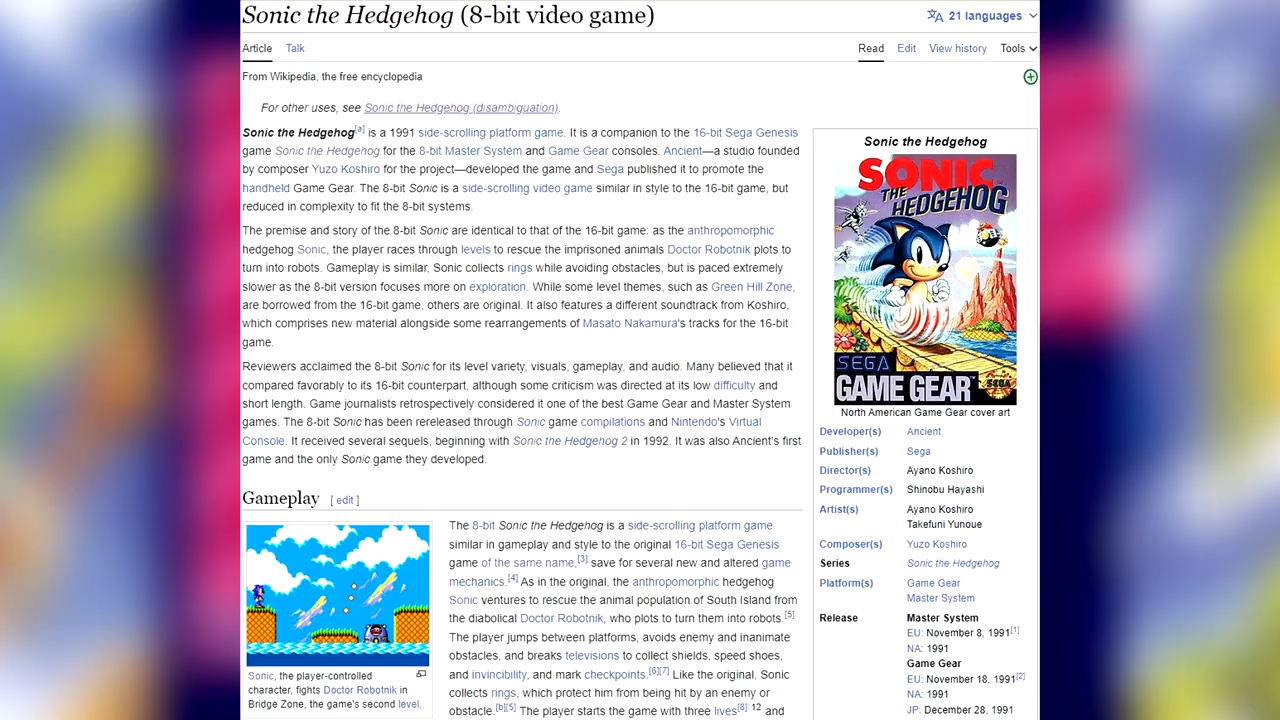 Sonic the Hedgehog (8-bit video game)
21 languages
Article Talk
Read Edit View history Tools
From Wikipedia, the free encyclopedia
For other uses, see Sonic the Hedgehog (disambiguation).
Sonic the Hedgehog[a] is a 1991 side-scrolling platform game. It is a companion to the 16-bit Sega Genesis
game Sonic the Hedgehog for the 8-bit Master System and Game Gear consoles. Ancient—a studio founded
by composer Yuzo Koshiro for the project—developed the game and Sega published it to promote the
handheld Game Gear. The 8-bit Sonic is a side-scrolling video game similar in style to the 16-bit game, but
reduced in complexity to fit the 8-bit systems.
The premise and story of the 8-bit Sonic are identical to that of the 16-bit game: as the anthropomorphic
hedgehog Sonic, the player races through levels to rescue the imprisoned animals Doctor Robotnik plots to
turn into robots. Gameplay is similar, Sonic collects rings while avoiding obstacles, but is paced extremely
slower as the 8-bit version focuses more on exploration. While some level themes, such as Green Hill Zone,
are borrowed from the 16-bit game, others are original. It also features a different soundtrack from Koshiro,
which comprises new material alongside some rearrangements of Masato Nakamura's tracks for the 16-bit
game.
Reviewers acclaimed the 8-bit Sonic for its level variety, visuals, gameplay, and audio. Many believed that it
compared favorably to its 16-bit counterpart, although some criticism was directed at its low difficulty and
short length. Game journalists retrospectively considered it one of the best Game Gear and Master System
games. The 8-bit Sonic has been rereleased through Sonic game compilations and Nintendo's Virtual
Console. It received several sequels, beginning with Sonic the Hedgehog 2 in 1992. It was also Ancient's first
game and the only Sonic game they developed.
Gameplay [ edit ]
Sonic, the player-controlled
character, fights Doctor Robotnik in
Bridge Zone, the game's second level.
The 8-bit Sonic the Hedgehog is a side-scrolling platform game
similar in gameplay and style to the original 16-bit Sega Genesis
game of the same name,[3] save for several new and altered game
mechanics.[4] As in the original, the anthropomorphic hedgehog
Sonic ventures to rescue the animal population of South Island from
the diabolical Doctor Robotnik, who plots to turn them into robots.[5]
The player jumps between platforms, avoids enemy and inanimate
obstacles, and breaks televisions to collect shields, speed shoes,
and invincibility, and mark checkpoints.[6][7] Like the original, Sonic
collects rings, which protect him from being hit by an enemy or
obstacle.[b][5] The player starts the game with three lives[8]: 12 and
Sonic the Hedgehog
SONIC
THE
HEDGEHOG
SEGA
GAME GEAR
SEGA
North American Game Gear cover art
Developer(s) Ancient
Publisher(s) Sega
Director(s) Ayano Koshiro
Programmer(s) Shinobu Hayashi
Artist(s) Ayano Koshiro
Takefuni Yunoue
Composer(s) Yuzo Koshiro
Series Sonic the Hedgehog
Platform(s) Game Gear
Master System
Release Master System
EU: November 8, 1991[1]
NA: 1991
Game Gear
EU: November 18, 1991[2]
NA: 1991
JP: December 28, 1991